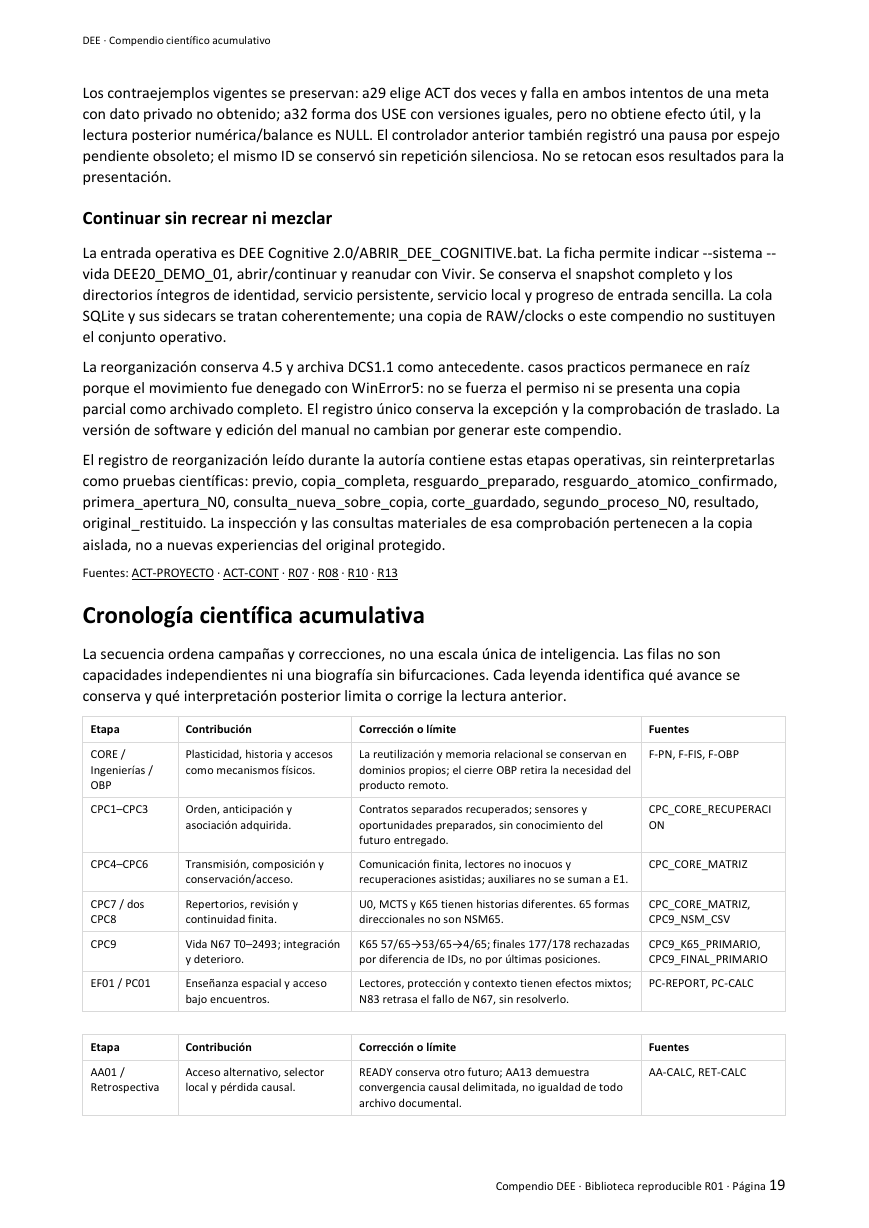 DEE · Compendio científico acumulativo
Los contraejemplos vigentes se preservan: a29 elige ACT dos veces y falla en ambos intentos de una meta
con dato privado no obtenido; a32 forma dos USE con versiones iguales, pero no obtiene efecto útil, y la
lectura posterior numérica/balance es NULL. El controlador anterior también registró una pausa por espejo
pendiente obsoleto; el mismo ID se conservó sin repetición silenciosa. No se retocan esos resultados para la
presentación.
Continuar sin recrear ni mezclar
La entrada operativa es DEE Cognitive 2.0/ABRIR_DEE_COGNITIVE.bat. La ficha permite indicar --sistema --
vida DEE20_DEMO_01, abrir/continuar y reanudar con Vivir. Se conserva el snapshot completo y los
directorios íntegros de identidad, servicio persistente, servicio local y progreso de entrada sencilla. La cola
SQLite y sus sidecars se tratan coherentemente; una copia de RAW/clocks o este compendio no sustituyen
el conjunto operativo.
La reorganización conserva 4.5 y archiva DCS1.1 como antecedente. casos practicos permanece en raíz
porque el movimiento fue denegado con WinError5: no se fuerza el permiso ni se presenta una copia
parcial como archivado completo. El registro único conserva la excepción y la comprobación de traslado. La
versión de software y edición del manual no cambian por generar este compendio.
El registro de reorganización leído durante la autoría contiene estas etapas operativas, sin reinterpretarlas
como pruebas científicas: previo, copia_completa, resguardo_preparado, resguardo_atomico_confirmado,
primera_apertura_N0, consulta_nueva_sobre_copia, corte_guardado, segundo_proceso_N0, resultado,
original_restituido. La inspección y las consultas materiales de esa comprobación pertenecen a la copia
aislada, no a nuevas experiencias del original protegido.
Fuentes: ACT-PROYECTO · ACT-CONT · R07 · R08 · R10 · R13
Cronología científica acumulativa
La secuencia ordena campañas y correcciones, no una escala única de inteligencia. Las filas no son
capacidades independientes ni una biografía sin bifurcaciones. Cada leyenda identifica qué avance se
conserva y qué interpretación posterior limita o corrige la lectura anterior.
Etapa Contribución Corrección o límite Fuentes
CORE / Plasticidad, historia y accesos La reutilización y memoria relacional se conservan en F-PN, F-FIS, F-OBP
Ingenierías / como mecanismos físicos. dominios propios; el cierre OBP retira la necesidad del
OBP producto remoto.
CPC1–CPC3 Orden, anticipación y Contratos separados recuperados; sensores y CPC_CORE_RECUPERACI
asociación adquirida. oportunidades preparados, sin conocimiento del ON
futuro entregado.
CPC4–CPC6 Transmisión, composición y Comunicación finita, lectores no inocuos y CPC_CORE_MATRIZ
conservación/acceso. recuperaciones asistidas; auxiliares no se suman a E1.
CPC7 / dos Repertorios, revisión y U0, MCTS y K65 tienen historias diferentes. 65 formas CPC_CORE_MATRIZ,
CPC8 continuidad finita. direccionales no son NSM65. CPC9_NSM_CSV
CPC9 Vida N67 T0–2493; integración K65 57/65→53/65→4/65; finales 177/178 rechazadas CPC9_K65_PRIMARIO,
y deterioro. por diferencia de IDs, no por últimas posiciones. CPC9_FINAL_PRIMARIO
EF01 / PC01 Enseñanza espacial y acceso Lectores, protección y contexto tienen efectos mixtos; PC-REPORT, PC-CALC
bajo encuentros. N83 retrasa el fallo de N67, sin resolverlo.
Etapa Contribución Corrección o límite Fuentes
AA01 / Acceso alternativo, selector READY conserva otro futuro; AA13 demuestra AA-CALC, RET-CALC
Retrospectiva local y pérdida causal. convergencia causal delimitada, no igualdad de todo
archivo documental.
Compendio DEE · Biblioteca reproducible R01 · Página 19